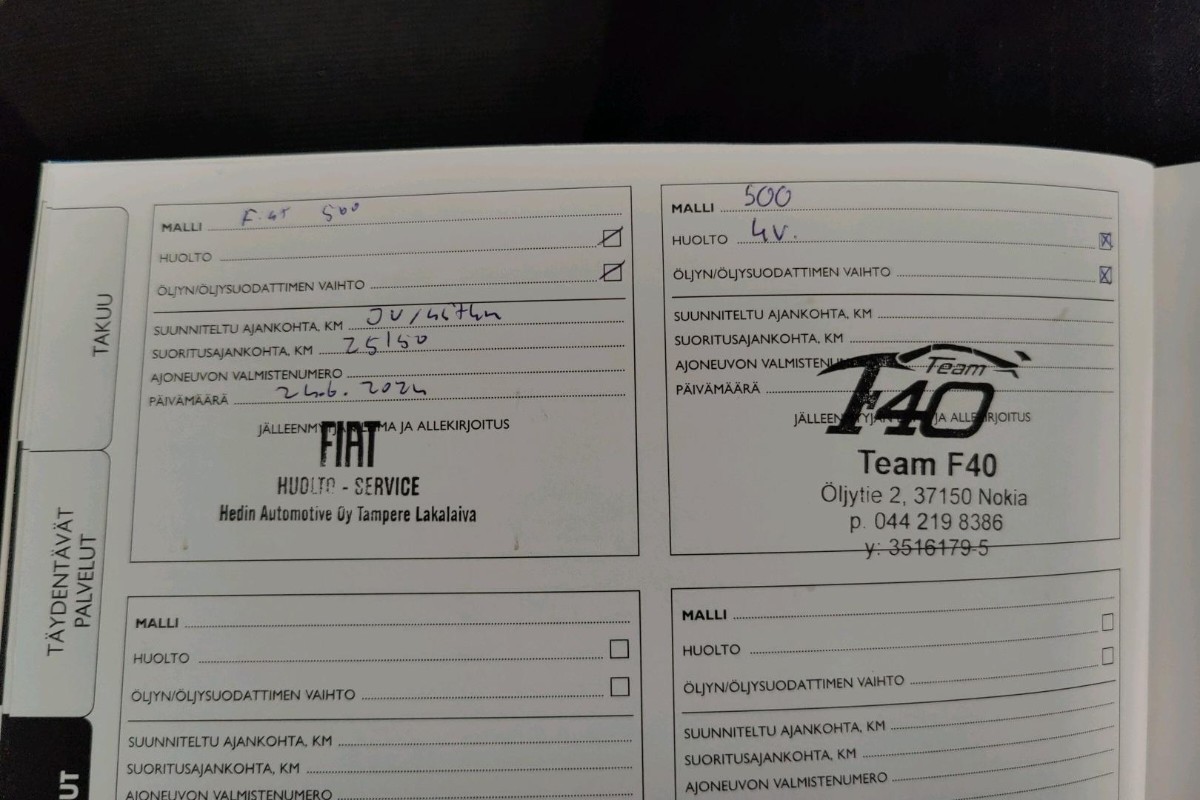 TAKUU
TÄYDENTÄVÄT
PALVELUT
UT
MALLI Fiat 500
HUOLTO
ÖLJYN/ÖLJYSUODATTIMEN VAIHTO
SUUNNITELTU AJANKOHTA, KM
SUORITUSAJANKOHTA, KM 25150
AJONEUVON VALMISTENUMERO
PÄIVÄMÄÄRÄ 24.6. 2024
JÄLLEENMYYJÄN LEIMA JA ALLEKIRJOITUS
FIAT
HUOLTO - SERVICE
Hedin Automotive Oy Tampere Lakalaiva
MALLI 500
HUOLTO 4v.
ÖLJYN/ÖLJYSUODATTIMEN VAIHTO
SUUNNITELTU AJANKOHTA, KM
SUORITUSAJANKOHTA, KM
AJONEUVON VALMISTENUMERO
PÄIVÄMÄÄRÄ
JÄLLEENMYYJÄN JA ALLEKIRJOITUS
Team
F40
Team F40
Öljytie 2, 37150 Nokia
p. 044 219 8386
y: 3516179-5
MALLI
HUOLTO
ÖLJYN/ÖLJYSUODATTIMEN VAIHTO
SUUNNITELTU AJANKOHTA, KM
SUORITUSAJANKOHTA, KM
AJONEUVON VALMISTENUMERO
MALLI
HUOLTO
ÖLJYN/ÖLJYSUODATTIMEN VAIHTO
SUUNNITELTU AJANKOHTA, KM
SUORITUSAJANKOHTA, KM
AJONEUVON VALMISTENUMERO